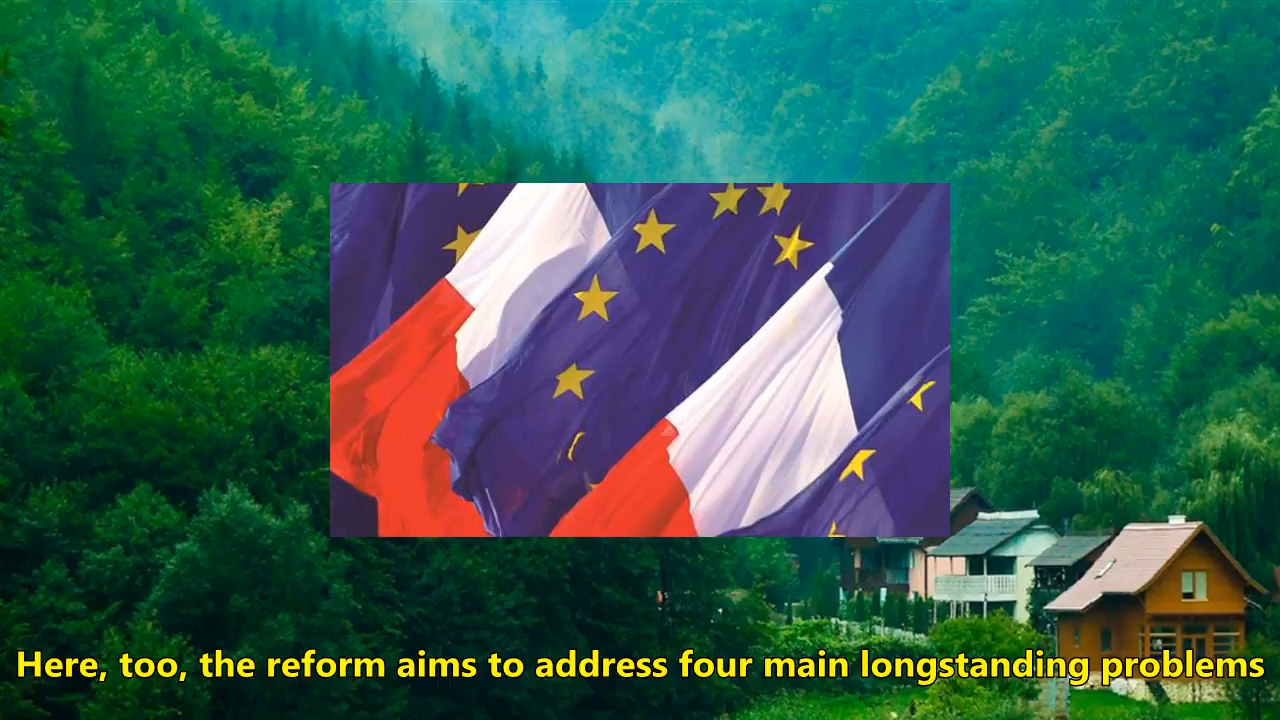 Here, too, the reform aims to address four main longstanding problems